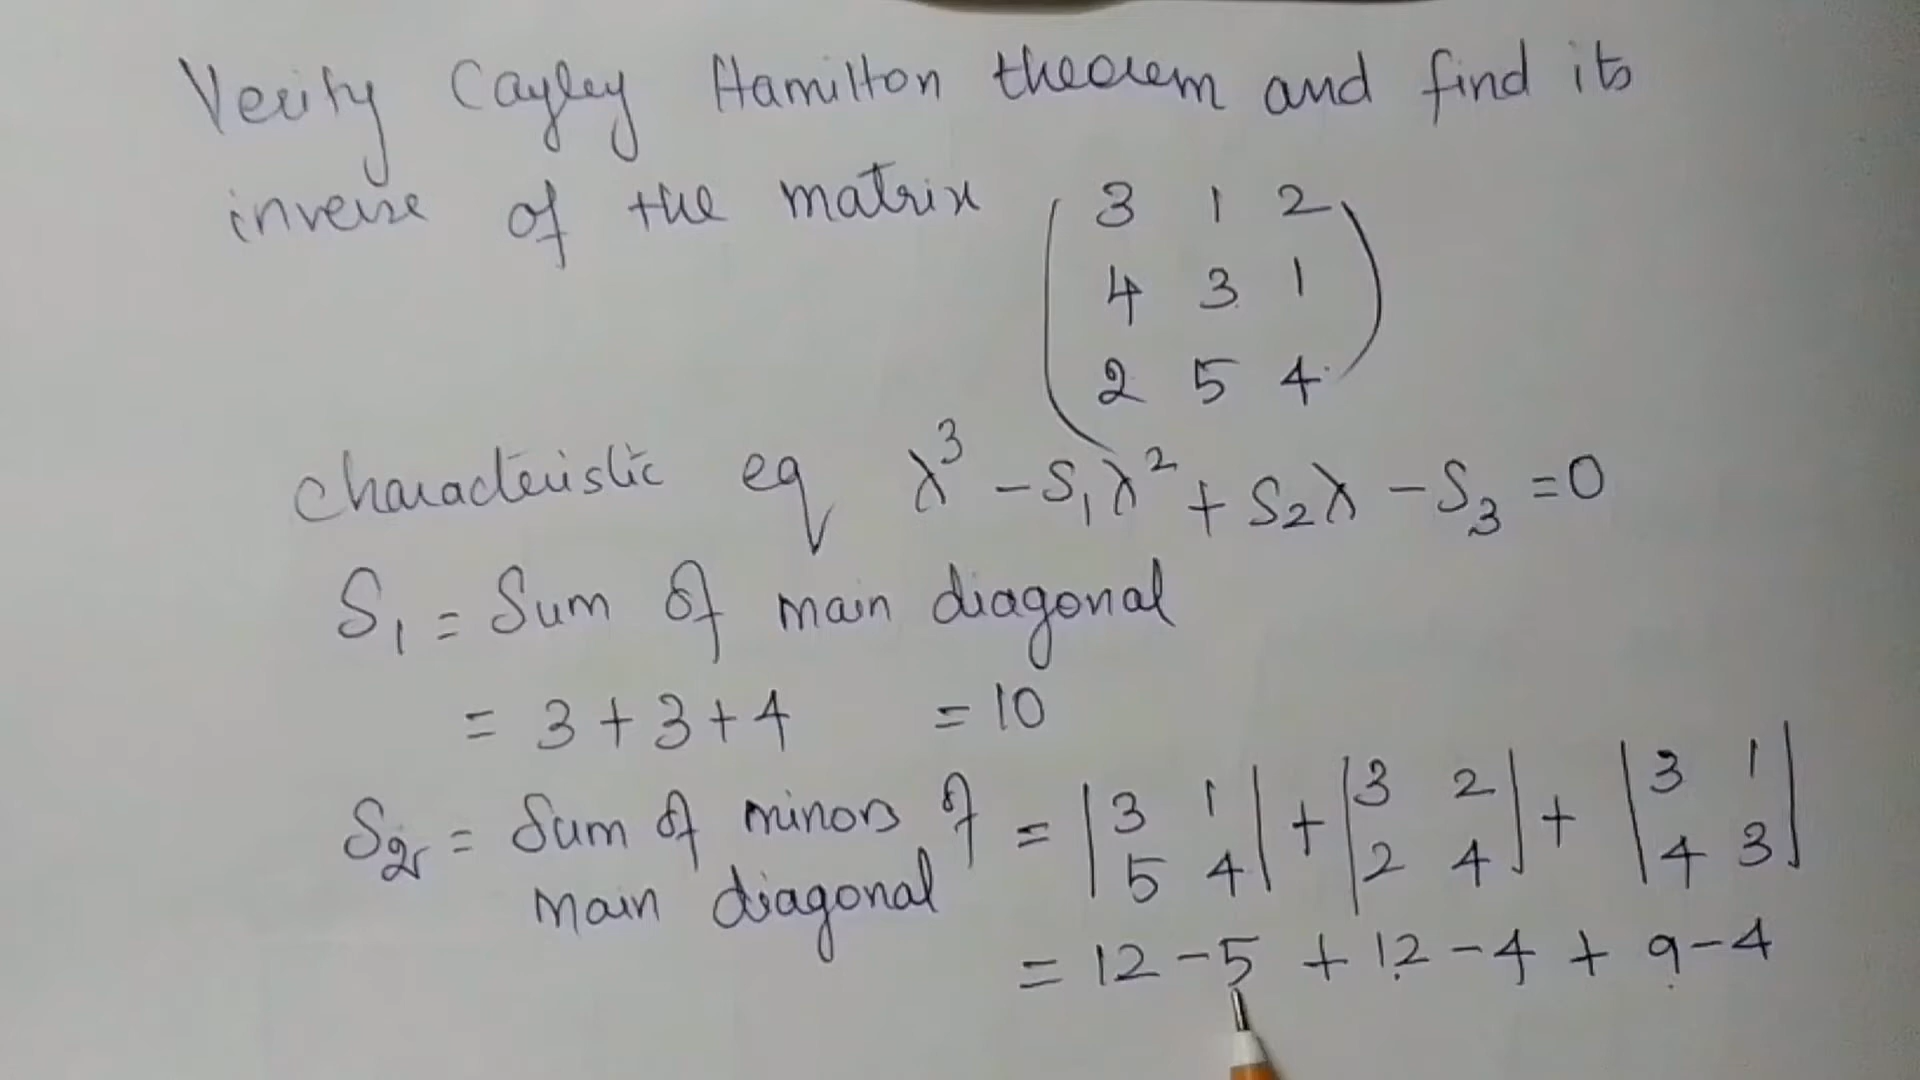 Verify Cayley Hamilton theorem and find its
inverse of the matrix
3 1 2
4 3 1
2 5 4
Characteristic eq λ³ - S₁λ² + S₂λ - S₃ = 0
S₁ = Sum of main diagonal
= 3 + 3 + 4 = 10
S₂ = Sum of minors of main diagonal = |3 1; 5 4| + |3 2; 2 4| + |3 1; 4 3|
= 12 - 5 + 12 - 4 + 9 - 4